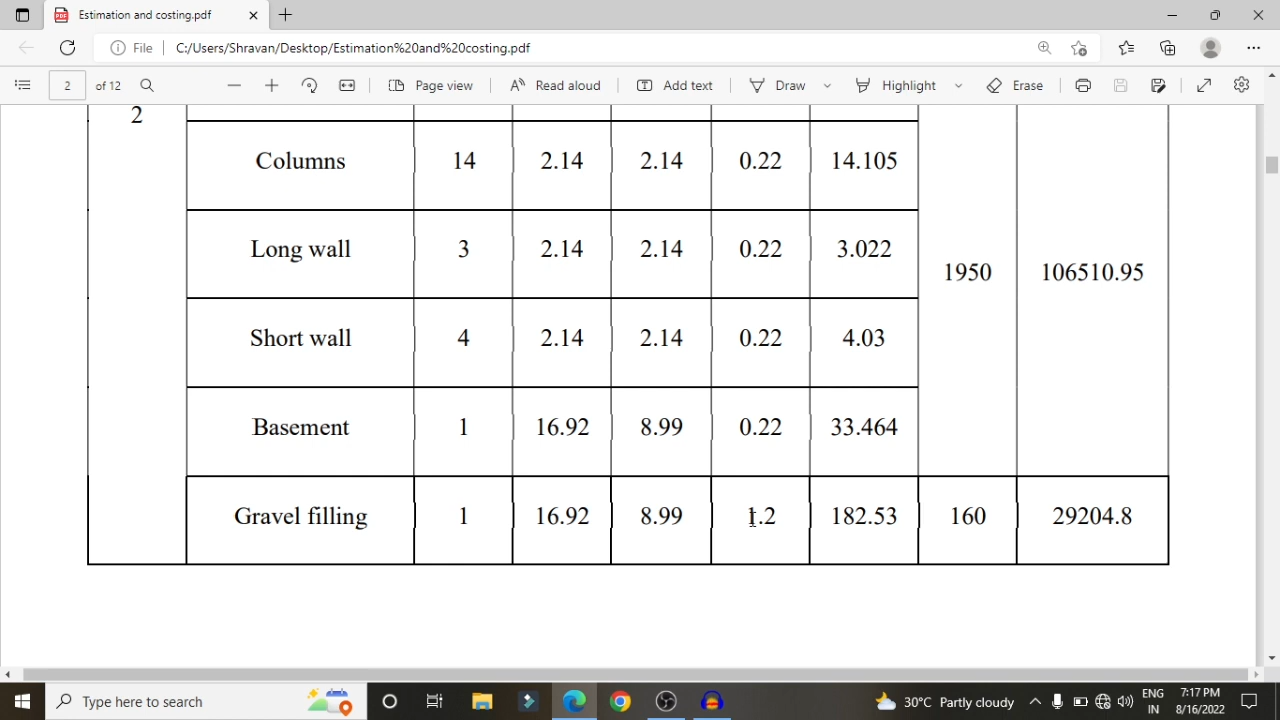 Estimation and costing.pdf
File C:/Users/Shravan/Desktop/Estimation%20and%20costing.pdf
2 of 12 Page view Read aloud Add text Draw Highlight Erase
2
Columns 14 2.14 2.14 0.22 14.105
Long wall 3 2.14 2.14 0.22 3.022
1950 106510.95
Short wall 4 2.14 2.14 0.22 4.03
Basement 1 16.92 8.99 0.22 33.464
Gravel filling 1 16.92 8.99 1.2 182.53 160 29204.8
Type here to search 30°C Partly cloudy ENG IN 7:17 PM 8/16/2022